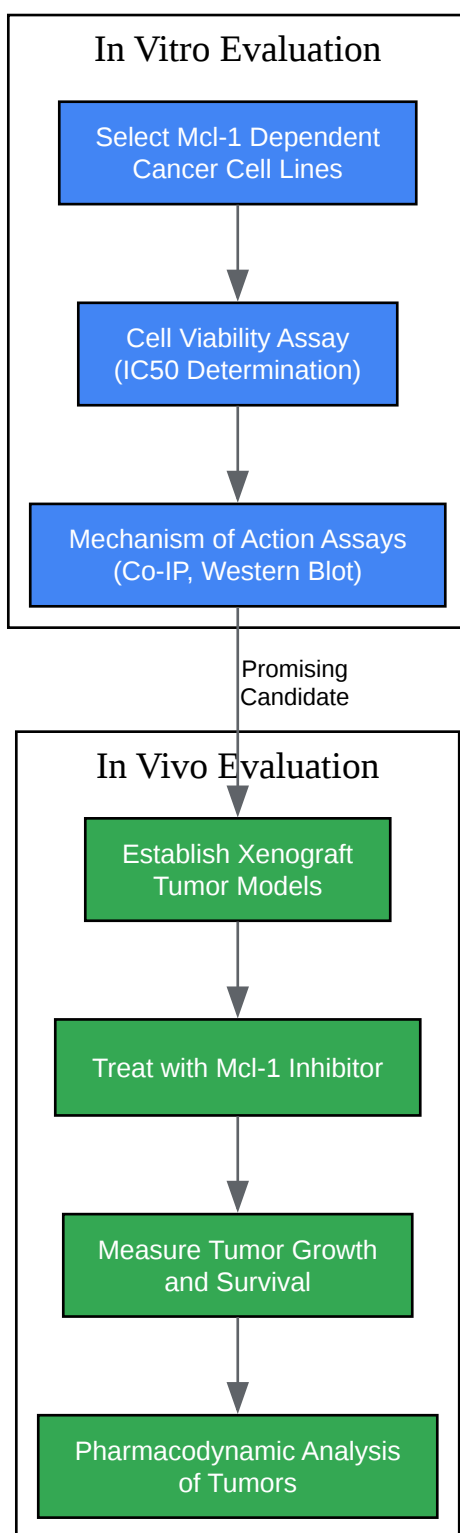 In Vitro Evaluation
Select Mcl-1 Dependent
Cancer Cell Lines
Cell Viability Assay
(IC50 Determination)
Mechanism of Action Assays
(Co-IP, Western Blot)
Promising
Candidate
In Vivo Evaluation
Establish Xenograft
Tumor Models
Treat with Mcl-1 Inhibitor
Measure Tumor Growth
and Survival
Pharmacodynamic Analysis
of Tumors